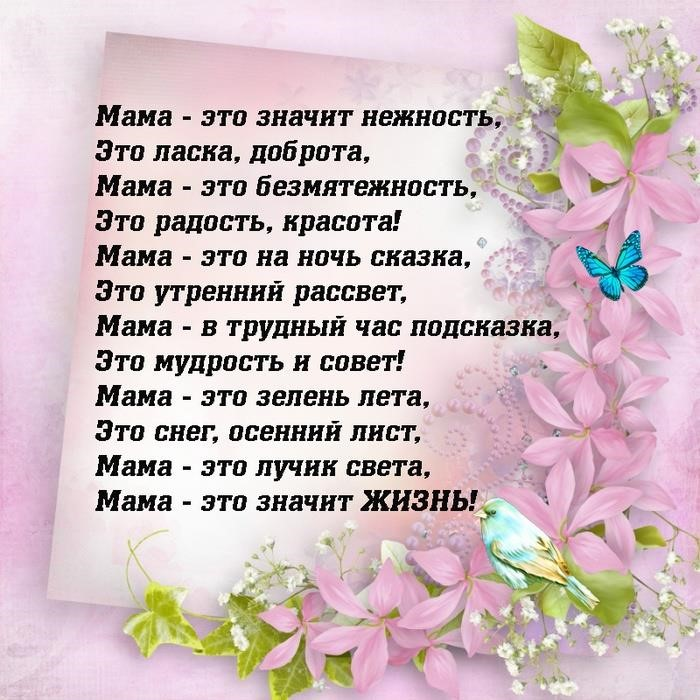 Мама - это значит нежность,
Это ласка, доброта,
Мама - это безмятежность,
Это радость, красота!
Мама - это на ночь сказка,
Это утренний рассвет,
Мама - в трудный час подсказка,
Это мудрость и совет!
Мама - это зелень лета,
Это снег, осенний лист,
Мама - это лучик света,
Мама - это значит ЖИЗНЬ!